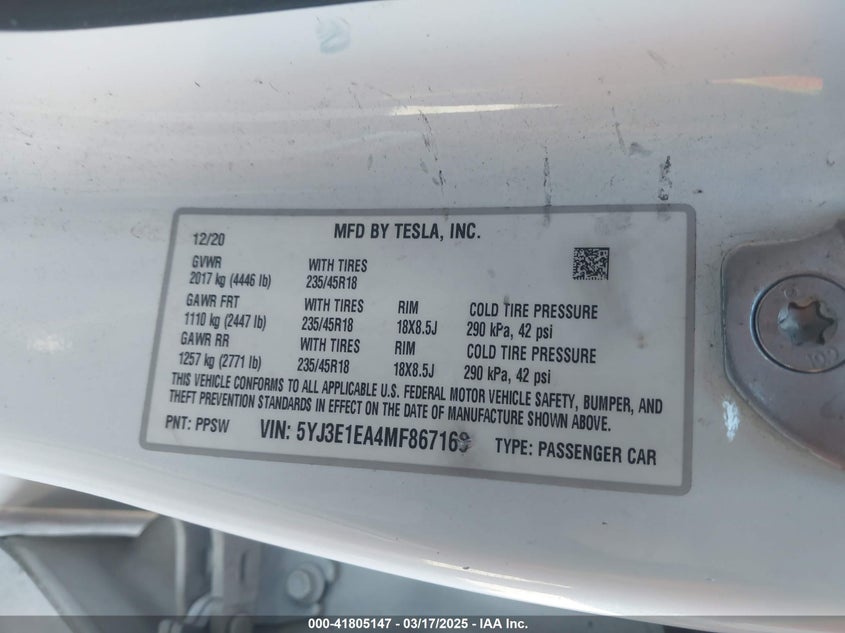 12/20
MFD BY TESLA, INC.
GVWR WITH TIRES
2017 kg (4446 lb) 235/45R18
GAWR FRT WITH TIRES RIM COLD TIRE PRESSURE
1110 kg (2447 lb) 235/45R18 18X8.5J 290 kPa, 42 psi
GAWR RR WITH TIRES RIM COLD TIRE PRESSURE
1257 kg (2771 lb) 235/45R18 18X8.5J 290 kPa, 42 psi
THIS VEHICLE CONFORMS TO ALL APPLICABLE U.S. FEDERAL MOTOR VEHICLE SAFETY, BUMPER, AND
THEFT PREVENTION STANDARDS IN EFFECT ON THE DATE OF MANUFACTURE SHOWN ABOVE.
PNT: PPSW VIN: 5YJ3E1EA4MF867169 TYPE: PASSENGER CAR
000-41805147 - 03/17/2025 - IAA Inc.